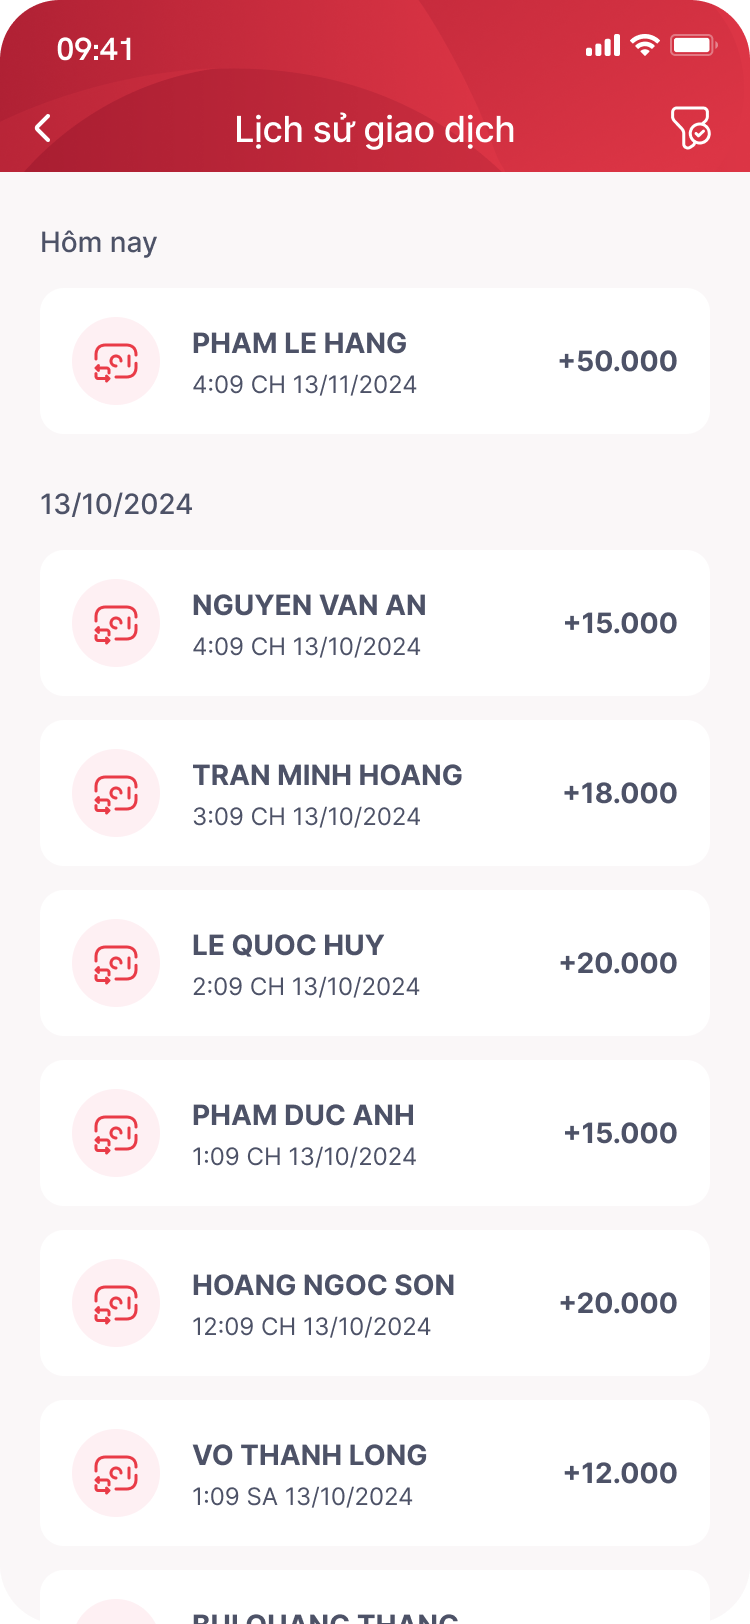 09:41
Lịch sử giao dịch
Hôm nay
PHAM LE HANG
4:09 CH 13/11/2024
+50.000
13/10/2024
NGUYEN VAN AN
4:09 CH 13/10/2024
+15.000
TRAN MINH HOANG
3:09 CH 13/10/2024
+18.000
LE QUOC HUY
2:09 CH 13/10/2024
+20.000
PHAM DUC ANH
1:09 CH 13/10/2024
+15.000
HOANG NGOC SON
12:09 CH 13/10/2024
+20.000
VO THANH LONG
1:09 SA 13/10/2024
+12.000
BUI QUANG THANG